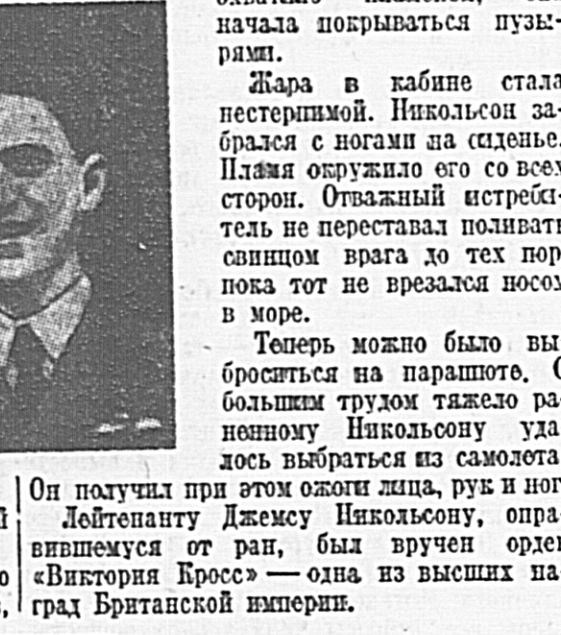 начала покрываться пузы-
рями.
Жара в кабине стала
нестерпимой. Никольсон за-
брался с ногами на сиденье.
Пламя окружило его со всех
сторон. Отважный истреби-
тель не переставал поливать
свинцом врага до тех пор
пока тот не врезался носом
в море.
Теперь можно было вы
броситься на парашюте. С
большим трудом тяжело ра-
ненному Никольсону уда
лось выбраться из самолета
Он получил при этом ожоги лица, рук и ног
Лейтенанту Джемсу Никольсону, опра-
вившемуся от ран, был вручен орден
«Виктория Кросс» — одна из высших на-
град Британской империи.